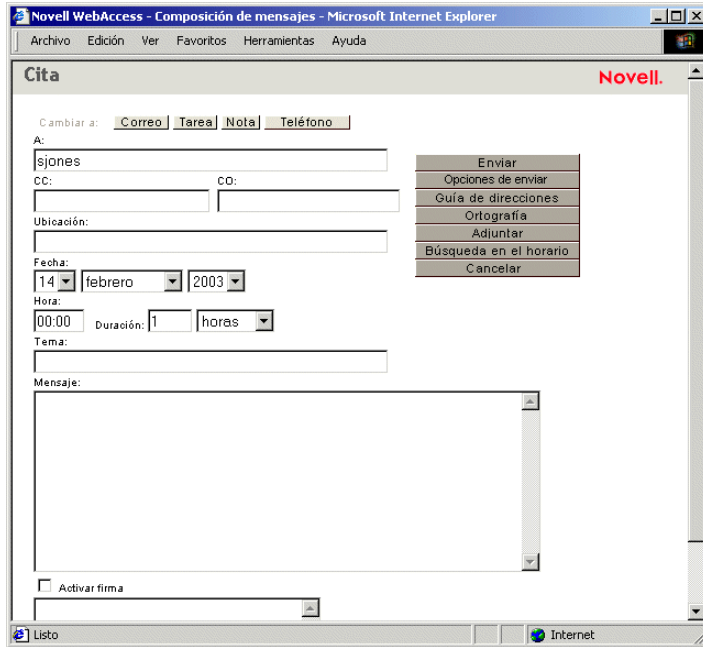 Novell WebAccess - Composición de mensajes - Microsoft Internet Explorer
Archivo Edición Ver Favoritos Herramientas Ayuda
Cita
Novell.
Cambiar a: Correo Tarea Nota Teléfono
A:
sjones
CC: CO:
Ubicación:
Fecha:
14 febrero 2003
Hora:
00:00 Duración: 1 horas
Tema:
Mensaje:
Activar firma
Enviar
Opciones de enviar
Guía de direcciones
Ortografía
Adjuntar
Búsqueda en el horario
Cancelar
Listo Internet